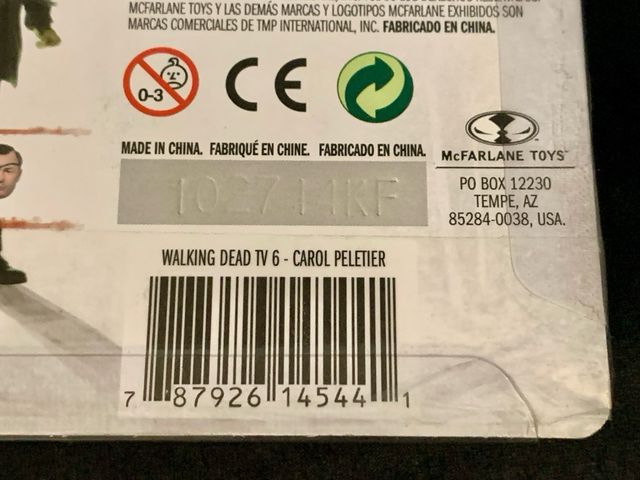 MCFARLANE TOYS Y LAS DEMÁS MARCAS Y LOGOTIPOS MCFARLANE EXHIBIDOS SON
MARCAS COMERCIALES DE TMP INTERNATIONAL, INC. FABRICADO EN CHINA.
0-3
CE
MADE IN CHINA. FABRIQUÉ EN CHINE. FABRICADO EN CHINA.
McFARLANE TOYS™
PO BOX 12230
TEMPE, AZ
85284-0038, USA.
WALKING DEAD TV 6 - CAROL PELETIER
7 87926 14544 1